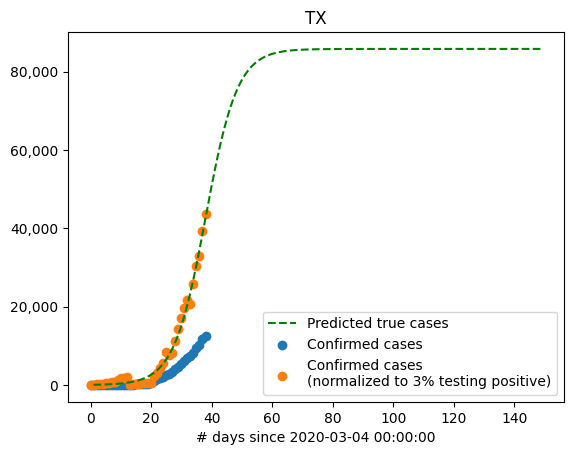 TX
80,000
60,000
40,000
20,000
0
Predicted true cases
Confirmed cases
Confirmed cases
(normalized to 3% testing positive)
0 20 40 60 80 100 120 140
# days since 2020-03-04 00:00:00